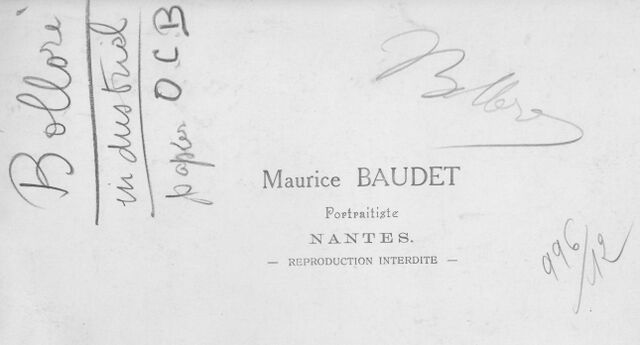 Bolloré
industriel
papier OCB
Bollore
Maurice BAUDET
Portraitiste
NANTES.
— REPRODUCTION INTERDITE —
996/12